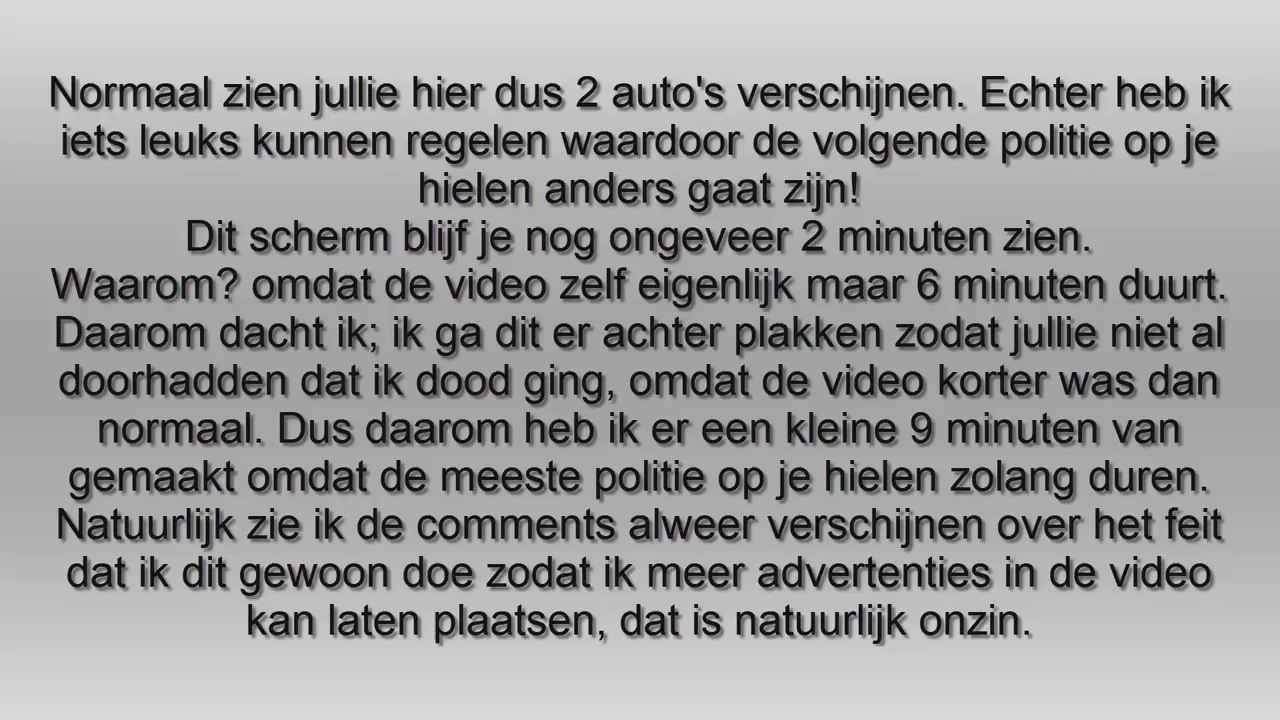 Normaal zien jullie hier dus 2 auto's verschijnen. Echter heb ik
iets leuks kunnen regelen waardoor de volgende politie op je
hielen anders gaat zijn!
Dit scherm blijf je nog ongeveer 2 minuten zien.
Waarom? omdat de video zelf eigenlijk maar 6 minuten duurt.
Daarom dacht ik; ik ga dit er achter plakken zodat jullie niet al
doorhadden dat ik dood ging, omdat de video korter was dan
normaal. Dus daarom heb ik er een kleine 9 minuten van
gemaakt omdat de meeste politie op je hielen zolang duren.
Natuurlijk zie ik de comments alweer verschijnen over het feit
dat ik dit gewoon doe zodat ik meer advertenties in de video
kan laten plaatsen, dat is natuurlijk onzin.